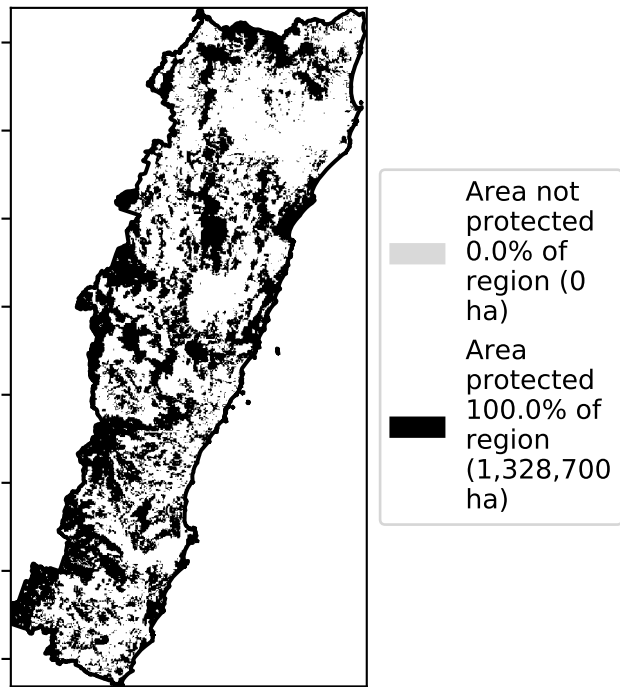 Area not
protected
0.0% of
region (0
ha)
Area
protected
100.0% of
region
(1,328,700
ha)